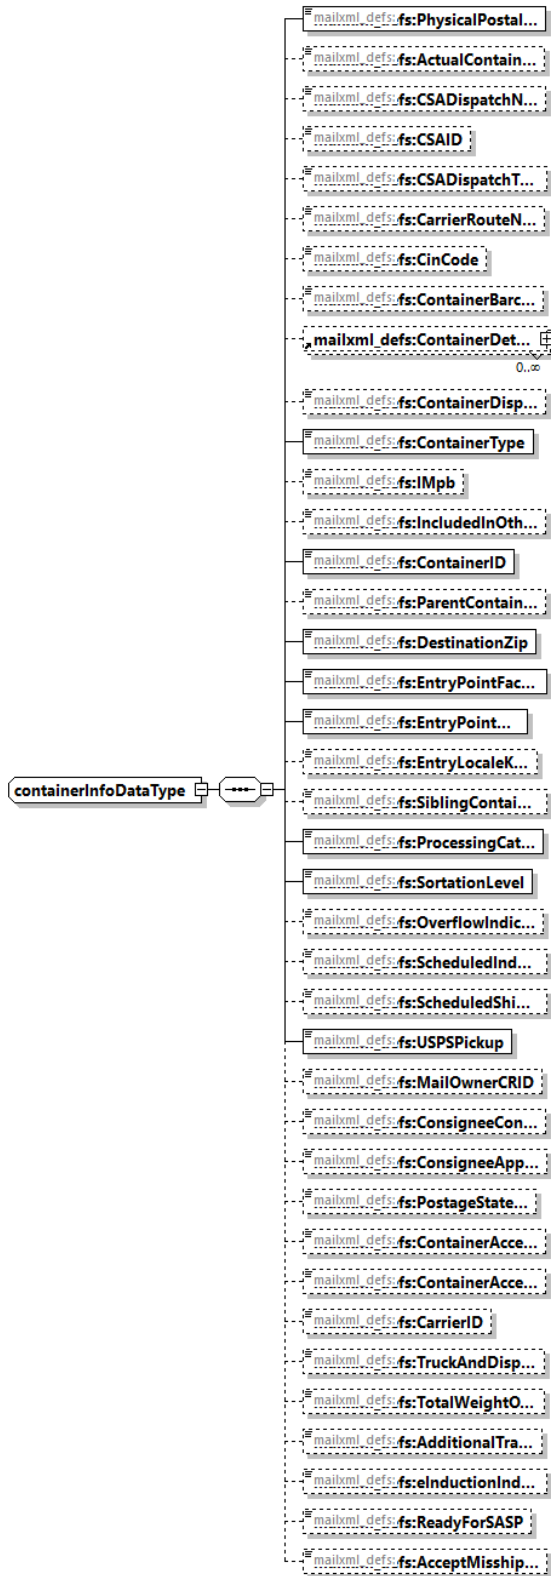 mailxml_defs:fs:PhysicalPostal...
mailxml_defs:fs:ActualContain...
mailxml_defs:fs:CSADispatchN...
mailxml_defs:fs:CSAID
mailxml_defs:fs:CSADispatchT...
mailxml_defs:fs:CarrierRouteN...
mailxml_defs:fs:CinCode
mailxml_defs:fs:ContainerBarc...
mailxml_defs:ContainerDet...
0..∞
mailxml_defs:fs:ContainerDisp...
mailxml_defs:fs:ContainerType
mailxml_defs:fs:IMpb
mailxml_defs:fs:IncludedInOth...
mailxml_defs:fs:ContainerID
mailxml_defs:fs:ParentContain...
mailxml_defs:fs:DestinationZip
mailxml_defs:fs:EntryPointFac...
mailxml_defs:fs:EntryPoint...
mailxml_defs:fs:EntryLocaleK...
containerInfoDataType
mailxml_defs:fs:SiblingContai...
mailxml_defs:fs:ProcessingCat...
mailxml_defs:fs:SortationLevel
mailxml_defs:fs:OverflowIndic...
mailxml_defs:fs:ScheduledInd...
mailxml_defs:fs:ScheduledShi...
mailxml_defs:fs:USPSPickup
mailxml_defs:fs:MailOwnerCRID
mailxml_defs:fs:ConsigneeCon...
mailxml_defs:fs:ConsigneeApp...
mailxml_defs:fs:PostageState...
mailxml_defs:fs:ContainerAcce...
mailxml_defs:fs:ContainerAcce...
mailxml_defs:fs:CarrierID
mailxml_defs:fs:TruckAndDisp...
mailxml_defs:fs:TotalWeightO...
mailxml_defs:fs:AdditionalTra...
mailxml_defs:fs:eInductionInd...
mailxml_defs:fs:ReadyForSASP
mailxml_defs:fs:AcceptMisship...